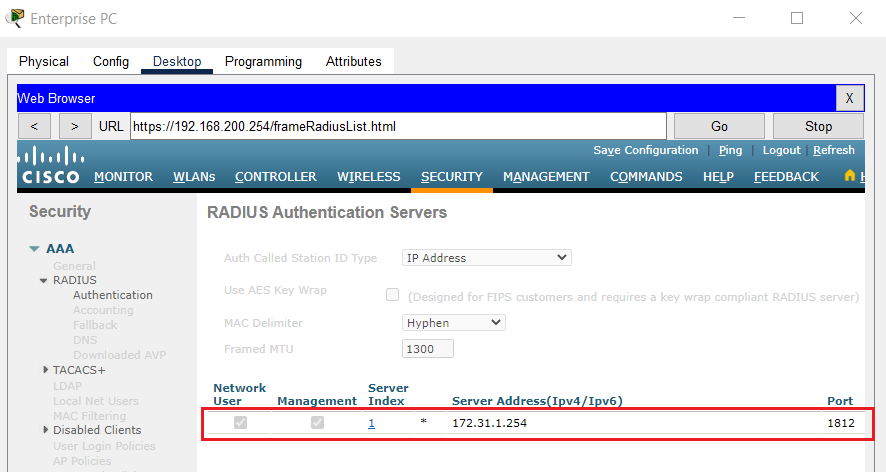 Enterprise PC
Physical Config Desktop Programming Attributes
Web Browser X
< > URL https://192.168.200.254/frameRadiusList.html Go Stop
Save Configuration | Ping | Logout | Refresh
CISCO MONITOR WLANs CONTROLLER WIRELESS SECURITY MANAGEMENT COMMANDS HELP FEEDBACK
Security
AAA
General
RADIUS
Authentication
Accounting
Fallback
DNS
Downloaded AVP
TACACS+
LDAP
Local Net Users
MAC Filtering
Disabled Clients
User Login Policies
AP Policies
RADIUS Authentication Servers
Auth Called Station ID Type IP Address
Use AES Key Wrap (Designed for FIPS customers and requires a key wrap compliant RADIUS server)
MAC Delimiter Hyphen
Framed MTU 1300
Network User Management Server Index Server Address(Ipv4/Ipv6) Port
1 * 172.31.1.254 1812